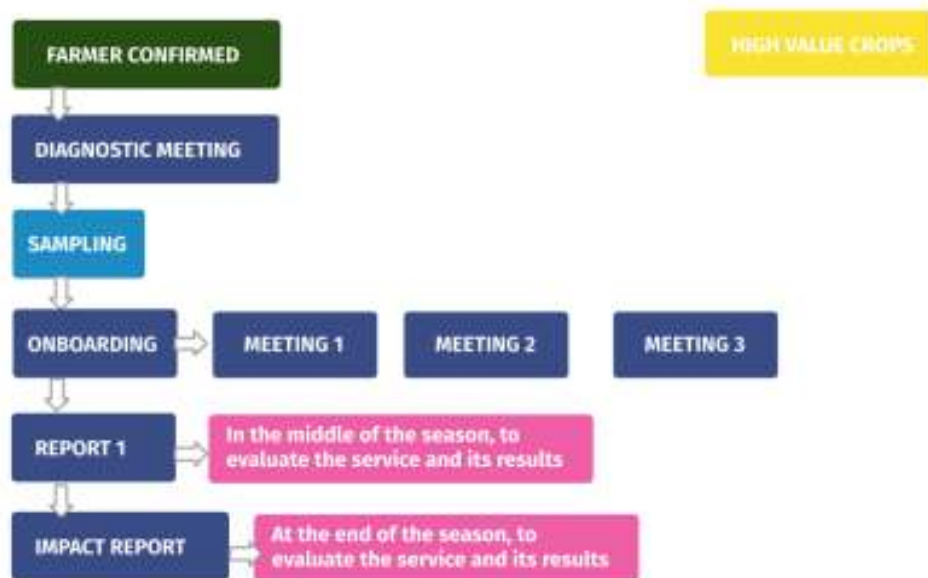 FARMER CONFIRMED
HIGH VALUE CROPS
DIAGNOSTIC MEETING
SAMPLING
ONBOARDING
MEETING 1
MEETING 2
MEETING 3
REPORT 1
In the middle of the season, to
evaluate the service and its results
IMPACT REPORT
At the end of the season, to
evaluate the service and its results